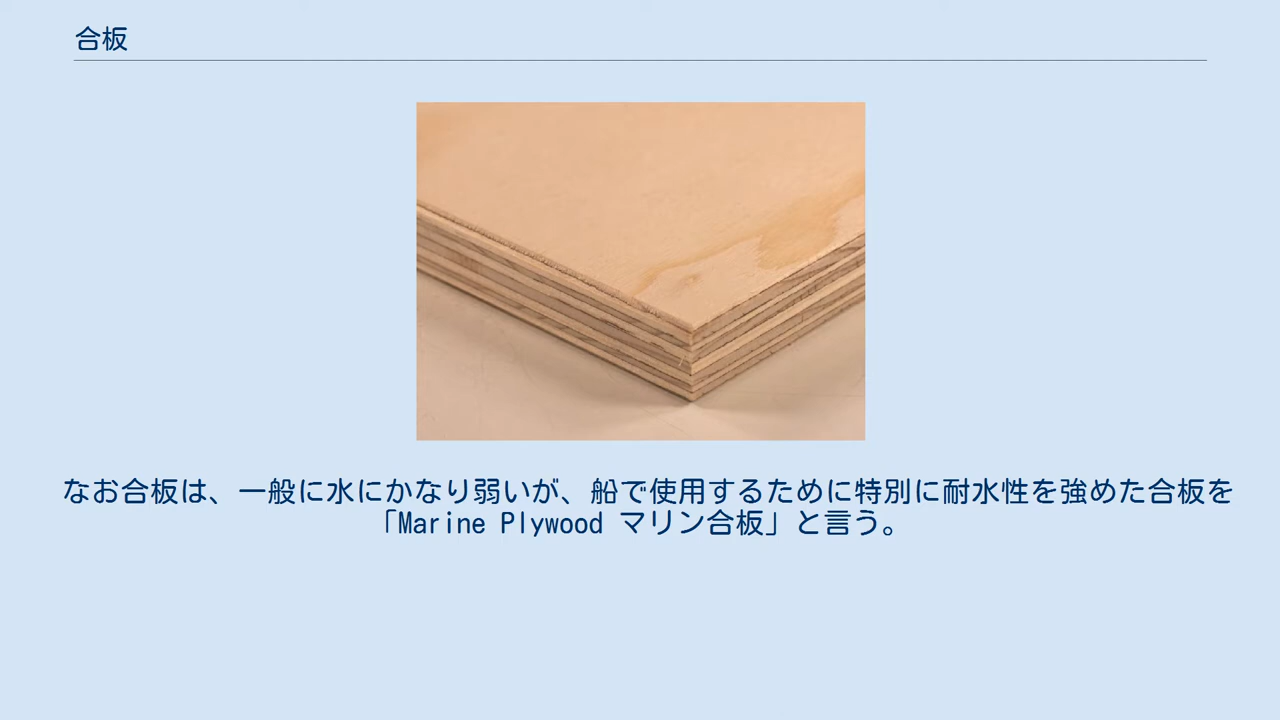 合板
なお合板は、一般に水にかなり弱いが、船で使用するために特別に耐水性を強めた合板を
「Marine Plywood マリン合板」と言う。